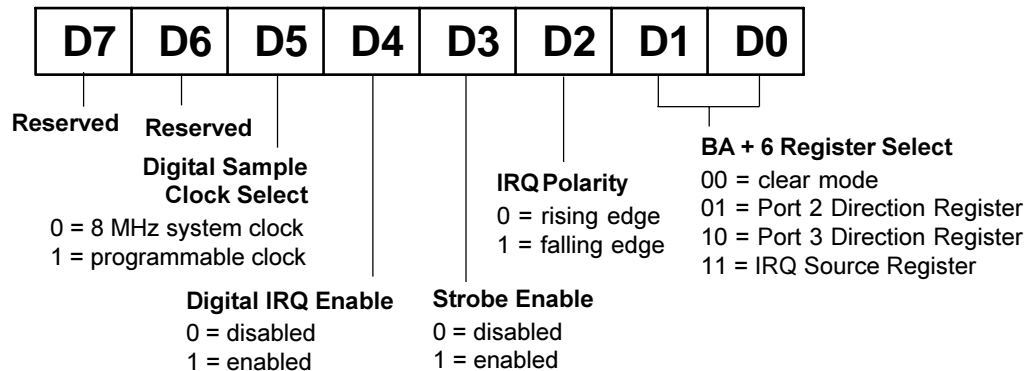 D7 D6 D5 D4 D3 D2 D1 D0
Reserved
Reserved
Digital Sample
Clock Select
0 = 8 MHz system clock
1 = programmable clock
Digital IRQ Enable
0 = disabled
1 = enabled
Strobe Enable
0 = disabled
1 = enabled
IRQ Polarity
0 = rising edge
1 = falling edge
BA + 6 Register Select
00 = clear mode
01 = Port 2 Direction Register
10 = Port 3 Direction Register
11 = IRQ Source Register